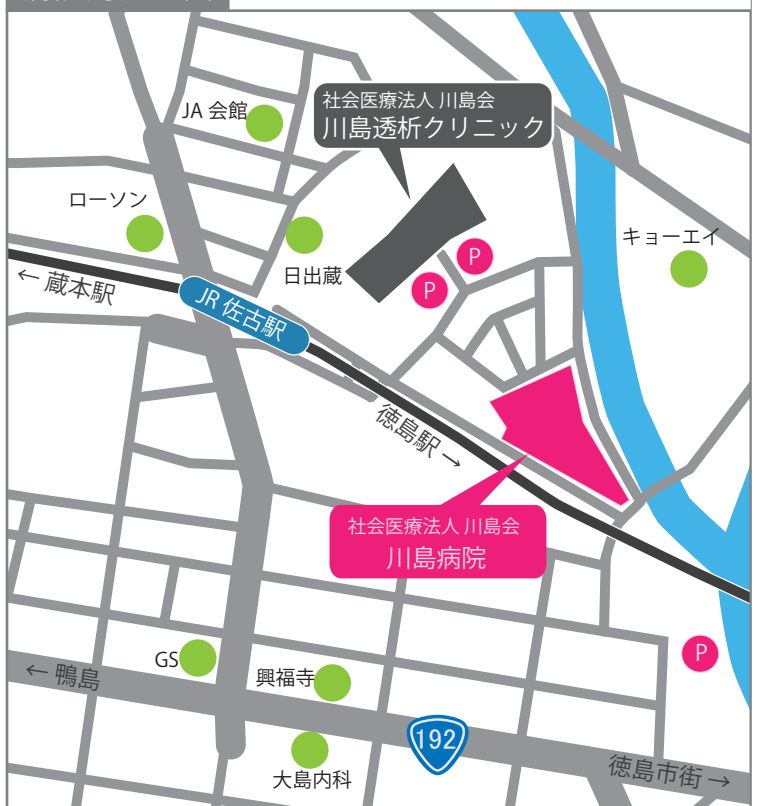 社会医療法人 川島会
川島透析クリニック
JA 会館
ローソン
キョーエイ
日出蔵
P
P
← 蔵本駅
JR 佐古駅
徳島駅 →
社会医療法人 川島会
川島病院
GS
P
← 鴨島
興福寺
192
大島内科
徳島市街 →